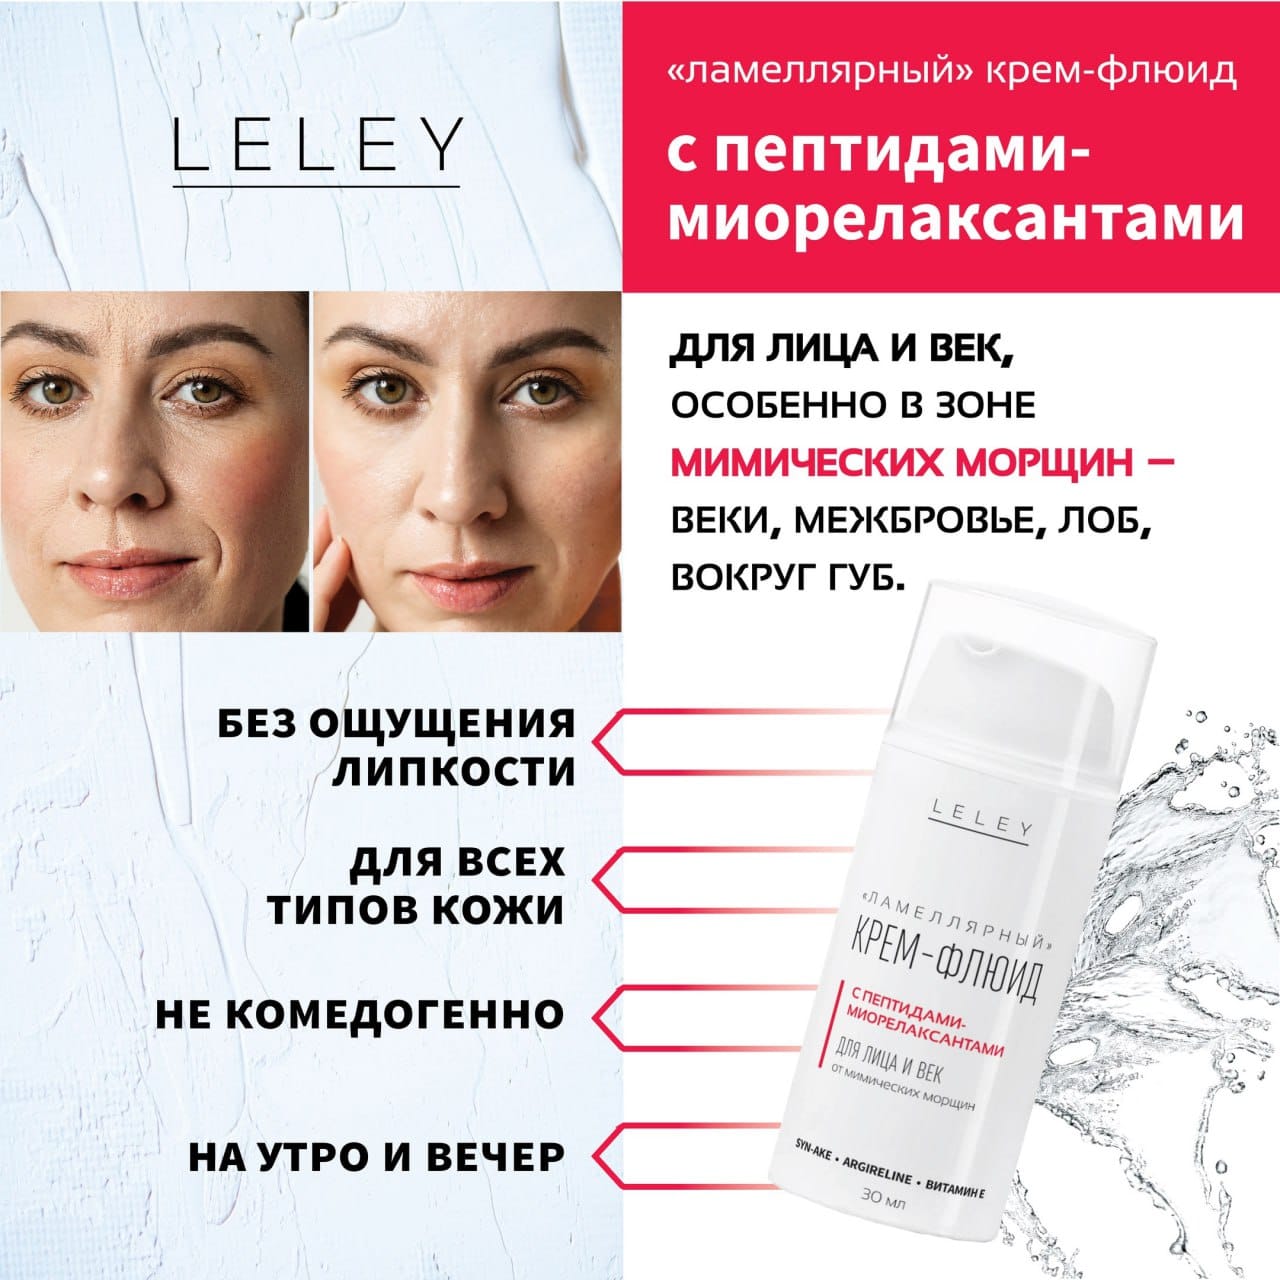 LELEY
«ламеллярный» крем-флюид
с пептидами-
миорелаксантами
ДЛЯ ЛИЦА И ВЕК,
ОСОБЕННО В ЗОНЕ
МИМИЧЕСКИХ МОРЩИН –
ВЕКИ, МЕЖБРОВЬЕ, ЛОБ,
ВОКРУГ ГУБ.
БЕЗ ОЩУЩЕНИЯ
ЛИПКОСТИ
ДЛЯ ВСЕХ
ТИПОВ КОЖИ
НЕ КОМЕДОГЕННО
НА УТРО И ВЕЧЕР
LELEY
«ЛАМЕЛЛЯРНЫЙ»
КРЕМ-ФЛЮИД
С ПЕПТИДАМИ-
МИОРЕЛАКСАНТАМИ
ДЛЯ ЛИЦА И ВЕК
ОТ МИМИЧЕСКИХ МОРЩИН
SYN-AKE • ARGIRELINE • ВИТАМИН Е
30 МЛ